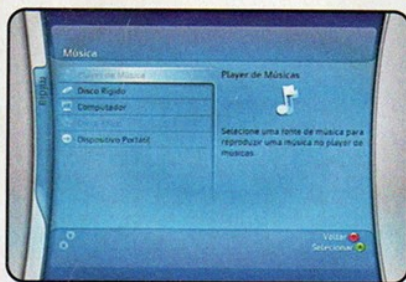 Música
mídia
Player de Música
Disco Rígido
Computador
Dispositivo Portátil
Player de Músicas
Selecione uma fonte de música para
reproduzir uma música no player de
músicas.
Voltar
Selecionar